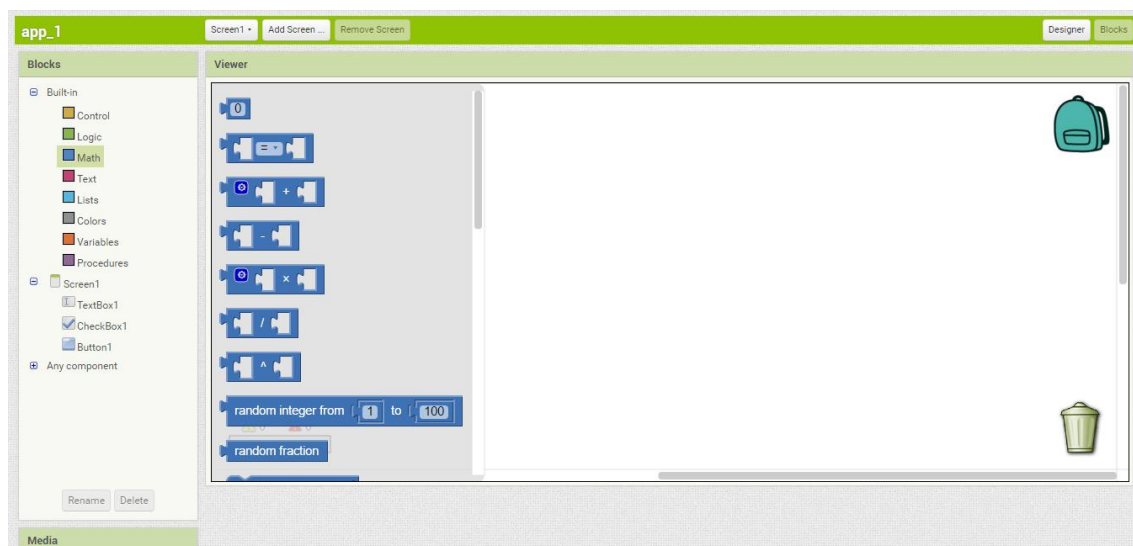 app_1
Screen1 Add Screen ... Remove Screen
Designer Blocks
Blocks
Viewer
Built-in
Control
Logic
Math
Text
Lists
Colors
Variables
Procedures
Screen1
TextBox1
CheckBox1
Button1
Any component
Rename Delete
Media
0
=
+
-
×
/
^
random integer from 1 to 100
random fraction